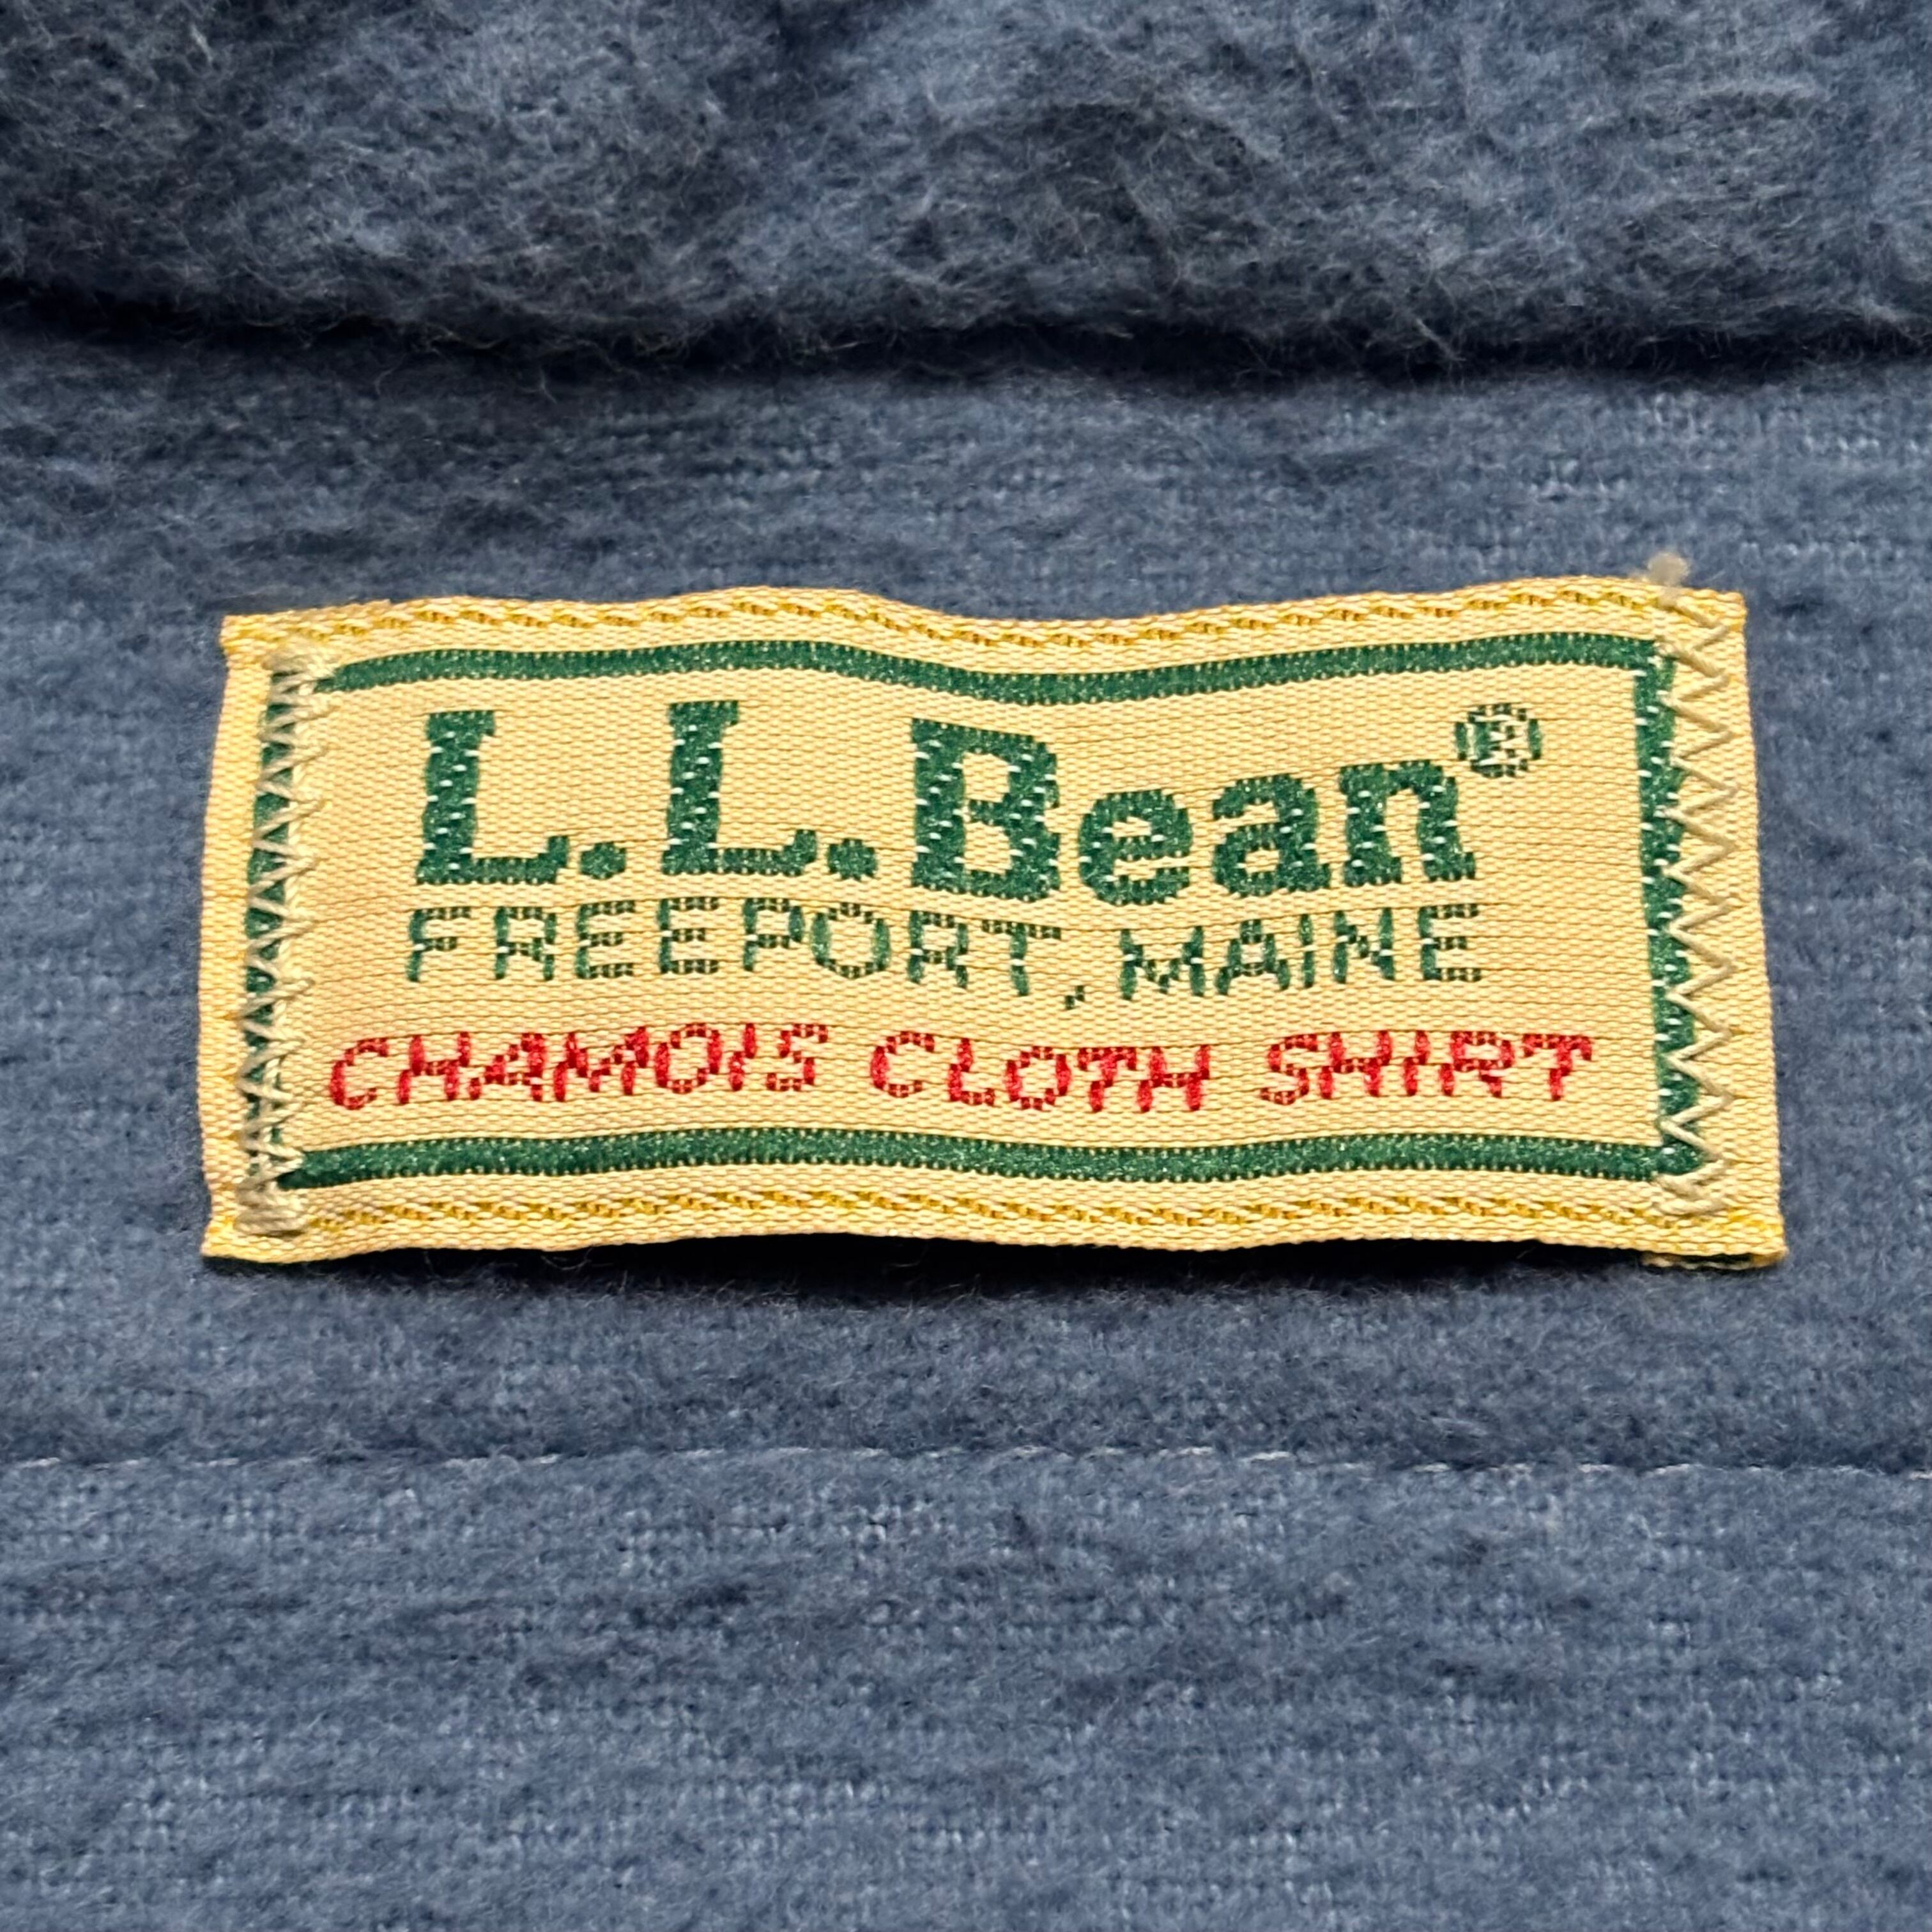 L.L.Bean®
FREEPORT, MAINE
CHAMOIS CLOTH SHIRT